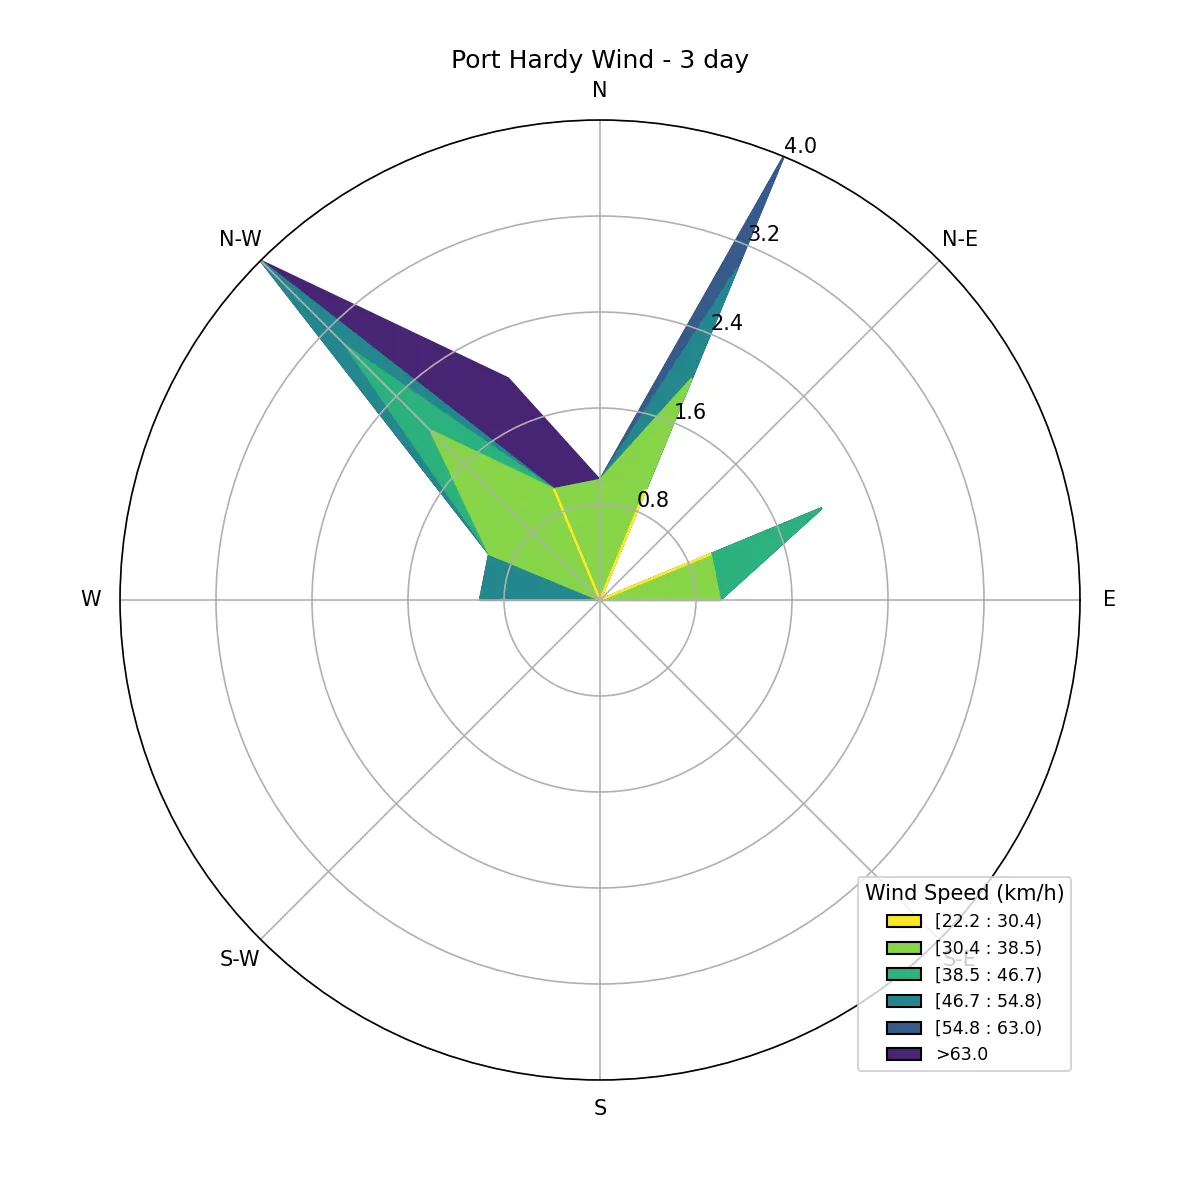 Port Hardy Wind - 3 day
N
4.0
N-W
3.2
N-E
2.4
1.6
0.8
W
E
Wind Speed (km/h)
[22.2 : 30.4)
[30.4 : 38.5)
S-W
S-E
[38.5 : 46.7)
[46.7 : 54.8)
[54.8 : 63.0)
>63.0
S